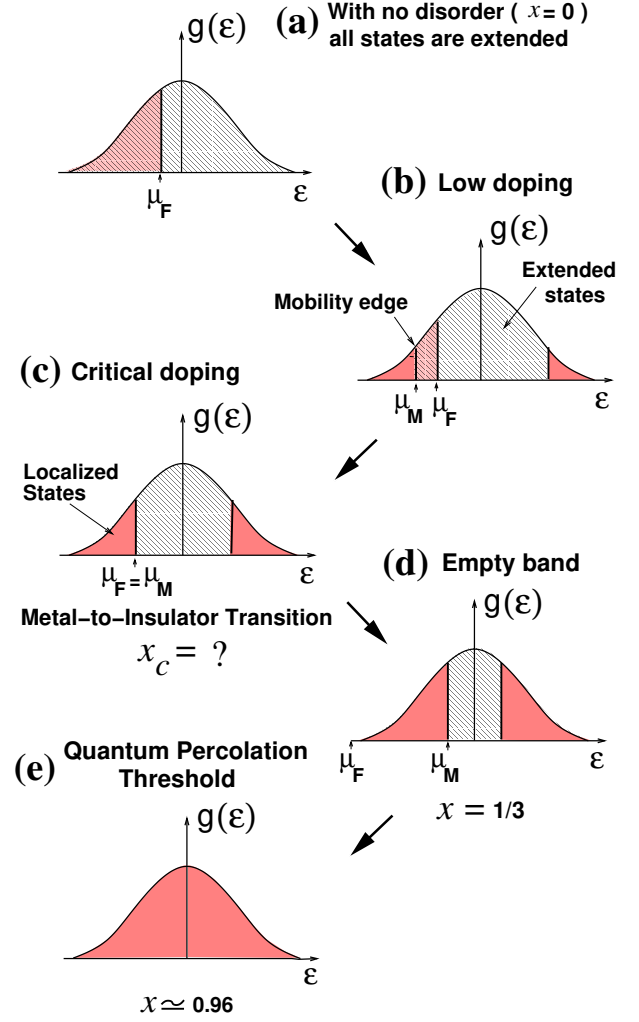 (a) With no disorder ( x = 0 )
all states are extended
g(ε)
μF
ε
(b) Low doping
g(ε)
Extended
states
Mobility edge
μM μF
ε
(c) Critical doping
g(ε)
Localized
States
μF = μM
ε
Metal−to−Insulator Transition
xc = ?
(d) Empty band
g(ε)
μF
μM
ε
x = 1/3
(e) Quantum Percolation
Threshold
g(ε)
ε
x ≃ 0.96